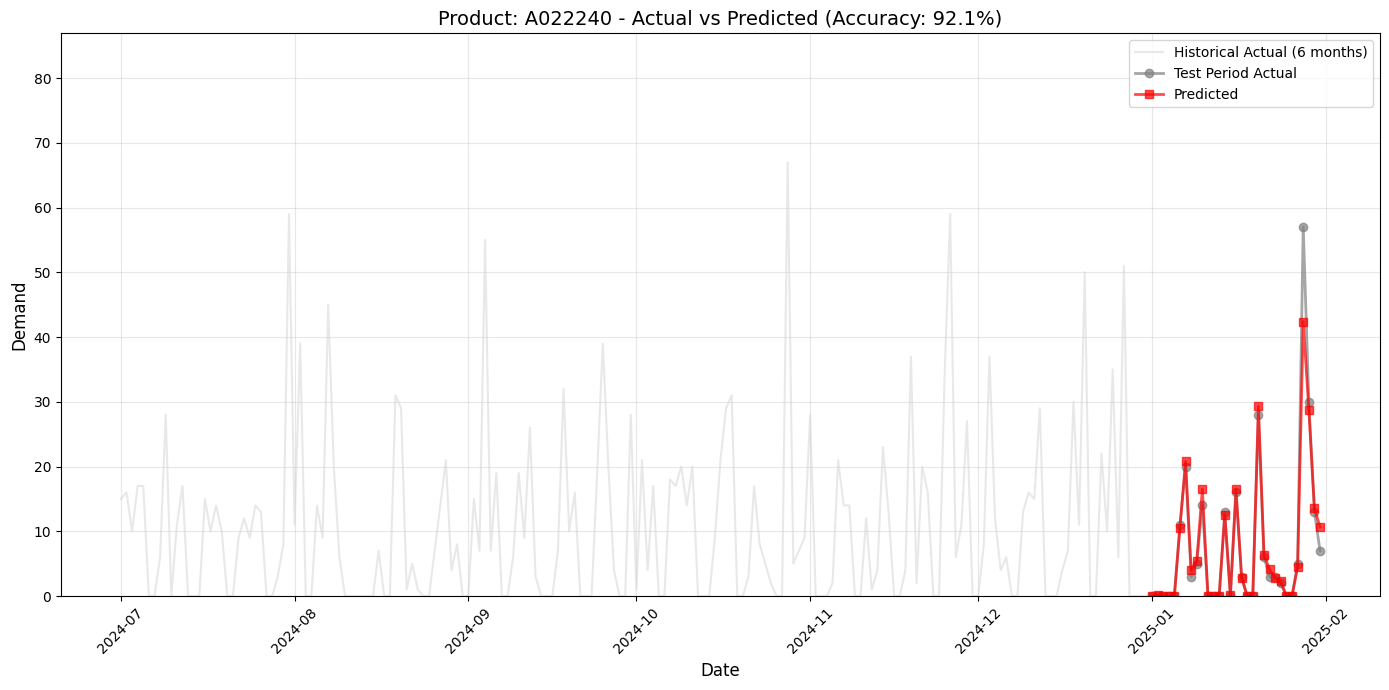 Product: A022240 - Actual vs Predicted (Accuracy: 92.1%)
Historical Actual (6 months)
Test Period Actual
Predicted
Demand
80
70
60
50
40
30
20
10
0
2024-07
2024-08
2024-09
2024-10
2024-11
2024-12
2025-01
2025-02
Date